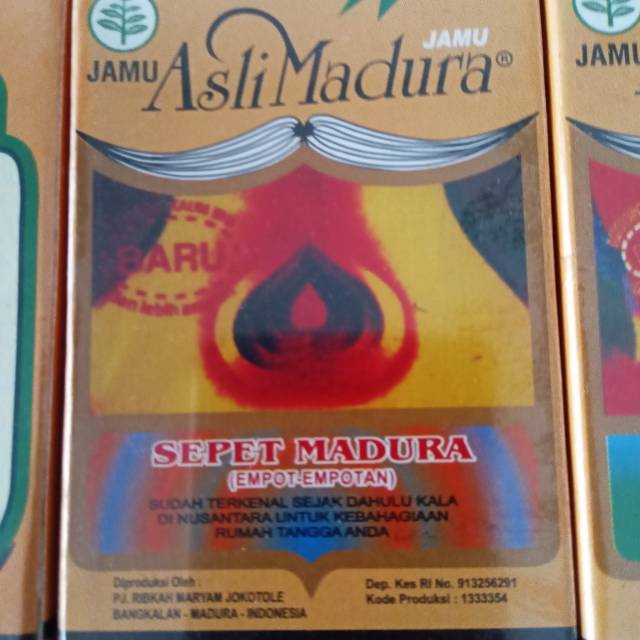 JAMU
Asli Madura®
JAMU
BARU
SEPET MADURA
(EMPOT-EMPOTAN)
SUDAH TERKENAL SEJAK DAHULU KALA
DI NUSANTARA UNTUK KEBAHAGIAAN
RUMAH TANGGA ANDA
Diproduksi Oleh :
PJ. RIBKAH MARYAM JOKOTOLE
BANGKALAN - MADURA - INDONESIA
Dep. Kes RI No. 913256291
Kode Produksi : 1333354
JAMU